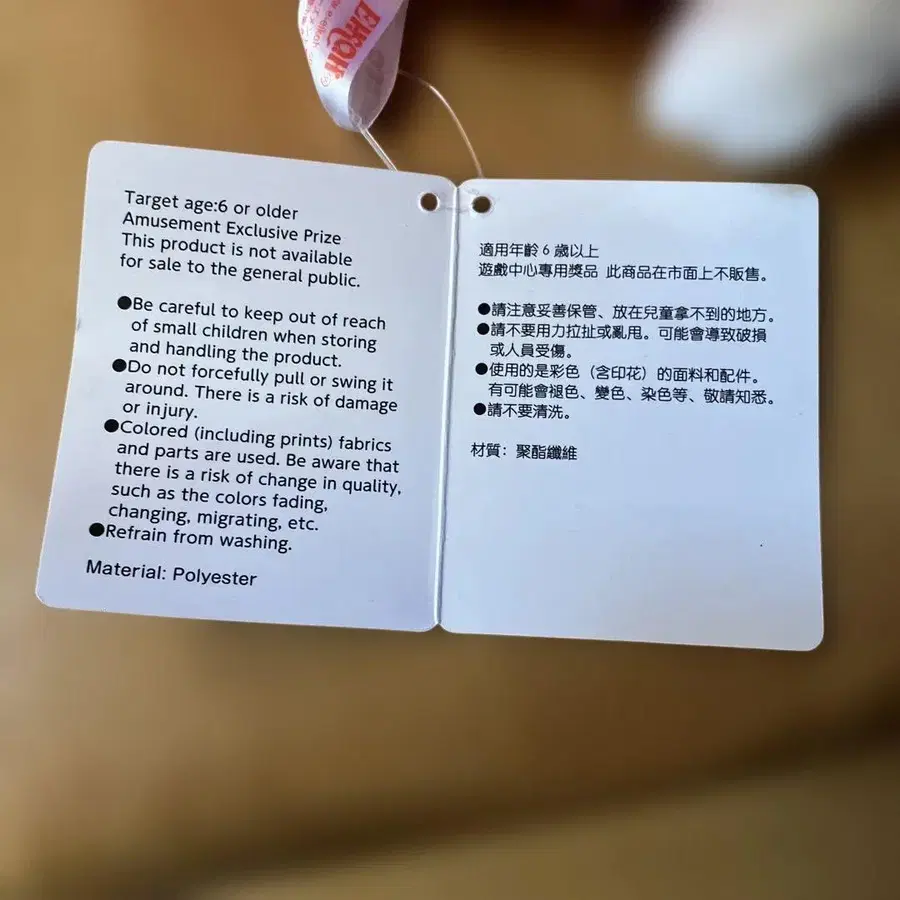 EIKOH
Target age:6 or older
Amusement Exclusive Prize
This product is not available
for sale to the general public.
●Be careful to keep out of reach
of small children when storing
and handling the product.
●Do not forcefully pull or swing it
around. There is a risk of damage
or injury.
●Colored (including prints) fabrics
and parts are used. Be aware that
there is a risk of change in quality,
such as the colors fading,
changing, migrating, etc.
●Refrain from washing.
Material: Polyester
適用年齡 6 歲以上
遊戲中心專用獎品 此商品在市面上不販售。
●請注意妥善保管、放在兒童拿不到的地方。
●請不要用力拉扯或亂甩。可能會導致破損
或人員受傷。
●使用的是彩色（含印花）的面料和配件。
有可能會褪色、變色、染色等、敬請知悉。
●請不要清洗。
材質：聚酯纖維